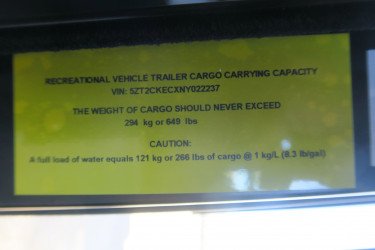 RECREATIONAL VEHICLE TRAILER CARGO CARRYING CAPACITY
VIN: 5ZT2CKECXNY022237
THE WEIGHT OF CARGO SHOULD NEVER EXCEED
294 kg or 649 lbs
CAUTION:
A full load of water equals 121 kg or 266 lbs of cargo @ 1 kg/L (8.3 lb/gal)